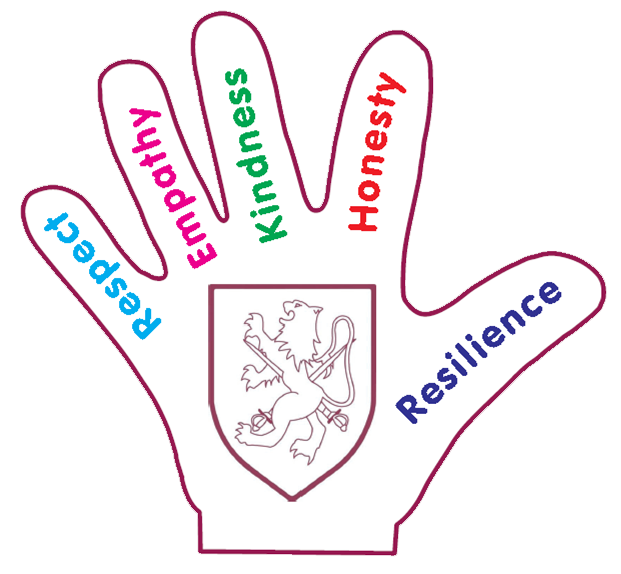 Respect
Empathy
Kindness
Honesty
Resilience